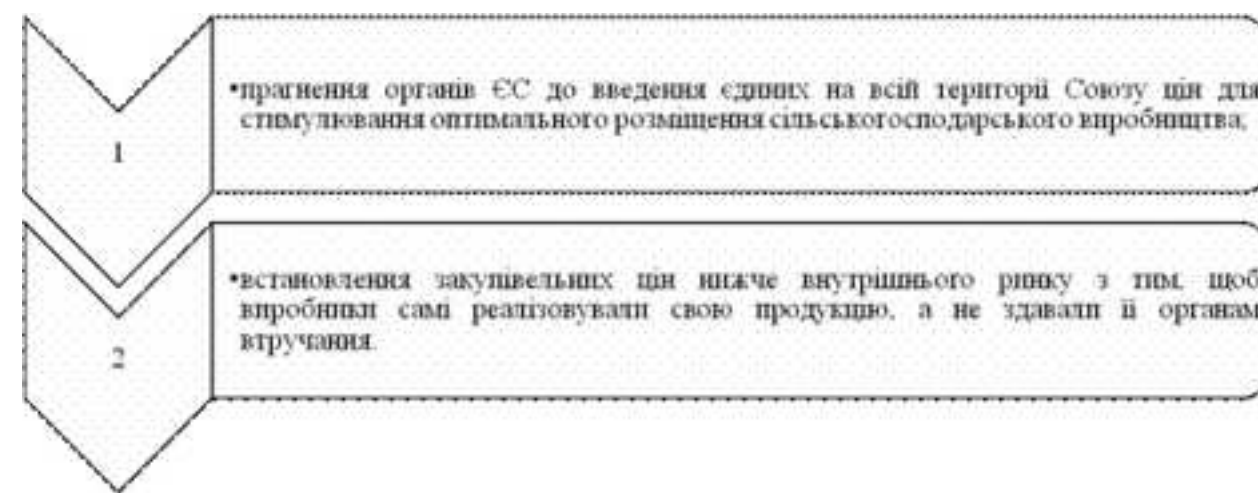 •прагнення органів ЄС до введення єдиних на всій території Союзу цін для
стимулювання оптимального розміщення сільськогосподарського виробництва;
1
•встановлення закупівельних цін нижче внутрішнього ринку з тим, щоб
виробники самі реалізовували свою продукцію, а не здавали її органам
втручання.
2